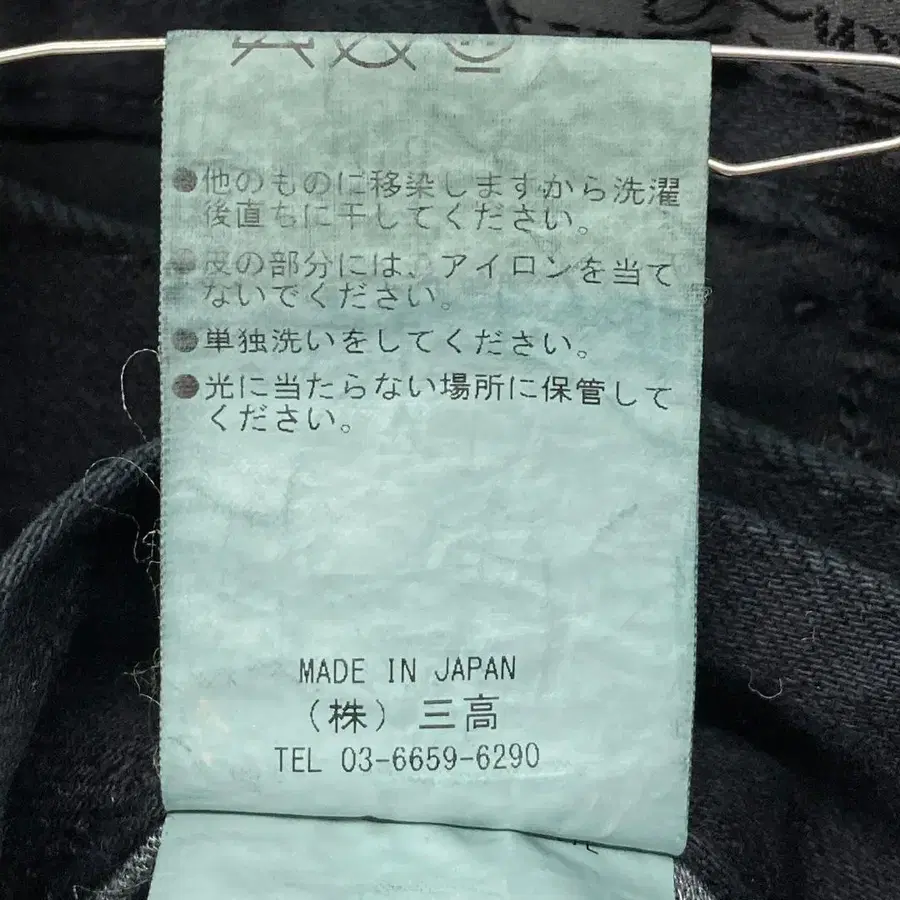 ●他のものに移染しますから洗濯
後直ちに干してください。
●皮の部分には、アイロンを当て
ないでください。
●単独洗いをしてください。
●光に当たらない場所に保管して
ください。
MADE IN JAPAN
（株）三高
TEL 03-6659-6290